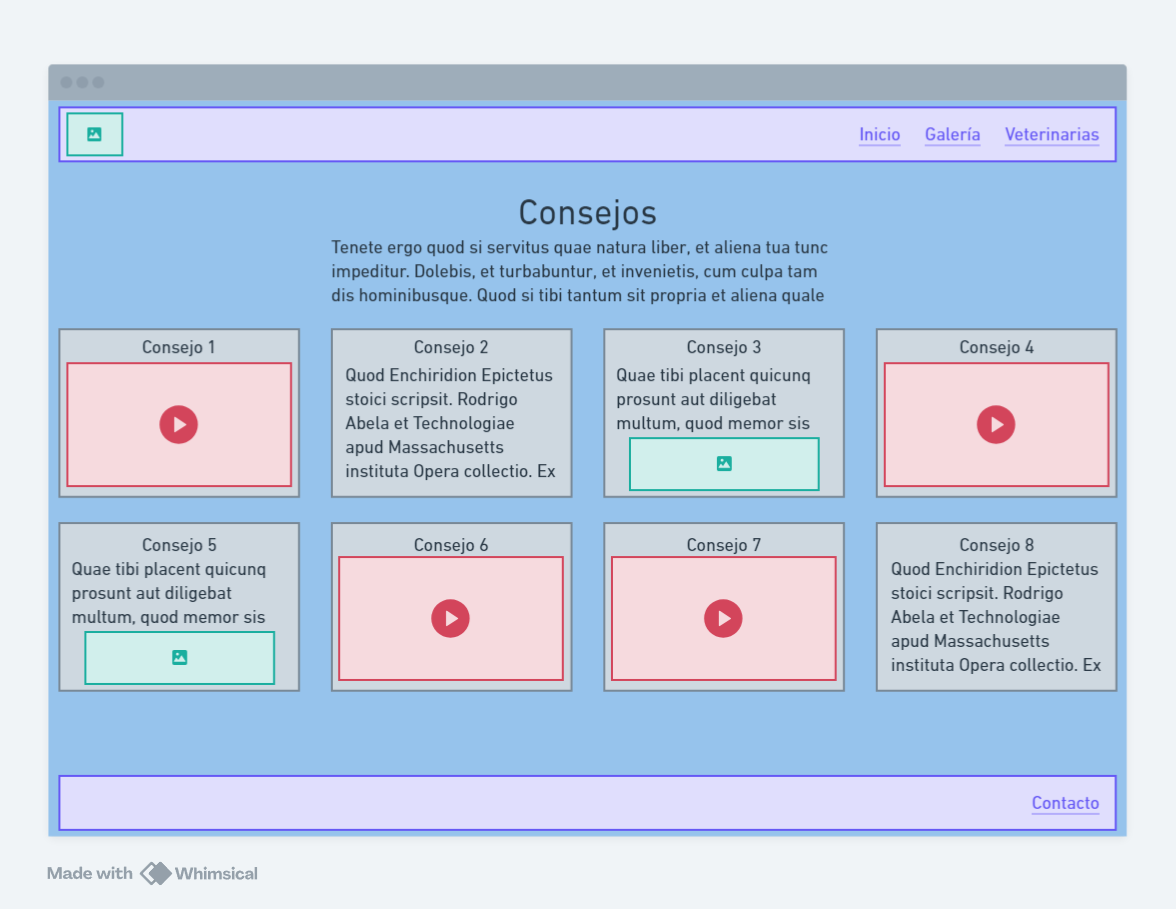 Inicio Galería Veterinarias
Consejos
Tenete ergo quod si servitus quae natura liber, et aliena tua tunc
impeditur. Dolebis, et turbabuntur, et invenietis, cum culpa tam
dis hominibusque. Quod si tibi tantum sit propria et aliena quale
Consejo 1
Consejo 2
Quod Enchiridion Epictetus
stoici scripsit. Rodrigo
Abela et Technologiae
apud Massachusetts
instituta Opera collectio. Ex
Consejo 3
Quae tibi placent quicunq
prosunt aut diligebat
multum, quod memor sis
Consejo 4
Consejo 5
Quae tibi placent quicunq
prosunt aut diligebat
multum, quod memor sis
Consejo 6
Consejo 7
Consejo 8
Quod Enchiridion Epictetus
stoici scripsit. Rodrigo
Abela et Technologiae
apud Massachusetts
instituta Opera collectio. Ex
Contacto
Made with Whimsical